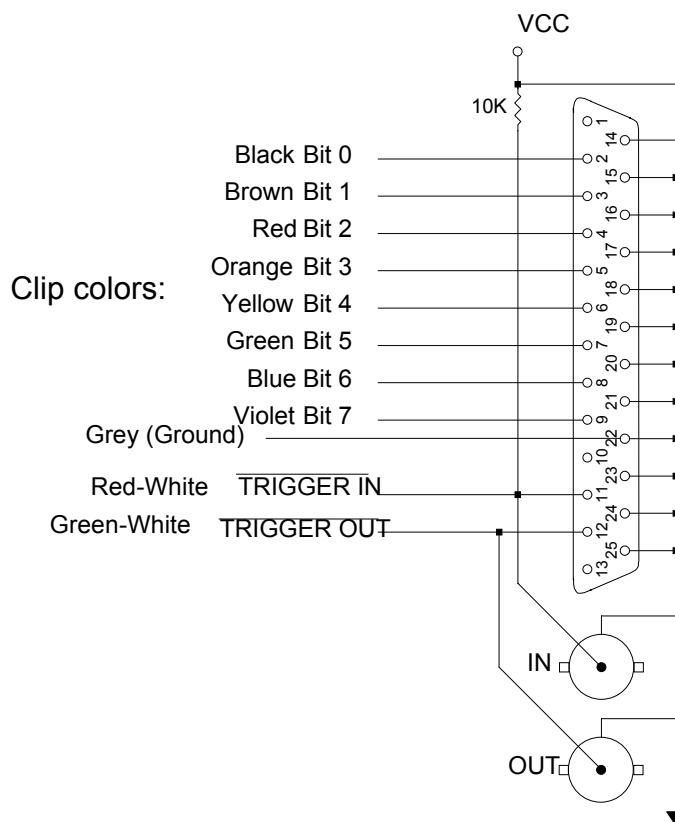 VCC
10K
1
14
Black Bit 0
2
15
Brown Bit 1
3
16
Red Bit 2
4
17
Orange Bit 3
5
Clip colors:
18
Yellow Bit 4
6
19
Green Bit 5
7
20
Blue Bit 6
8
21
Violet Bit 7
9
Grey (Ground)
22
10
23
Red-White TRIGGER IN
11
24
Green-White TRIGGER OUT
12
25
13
IN
OUT